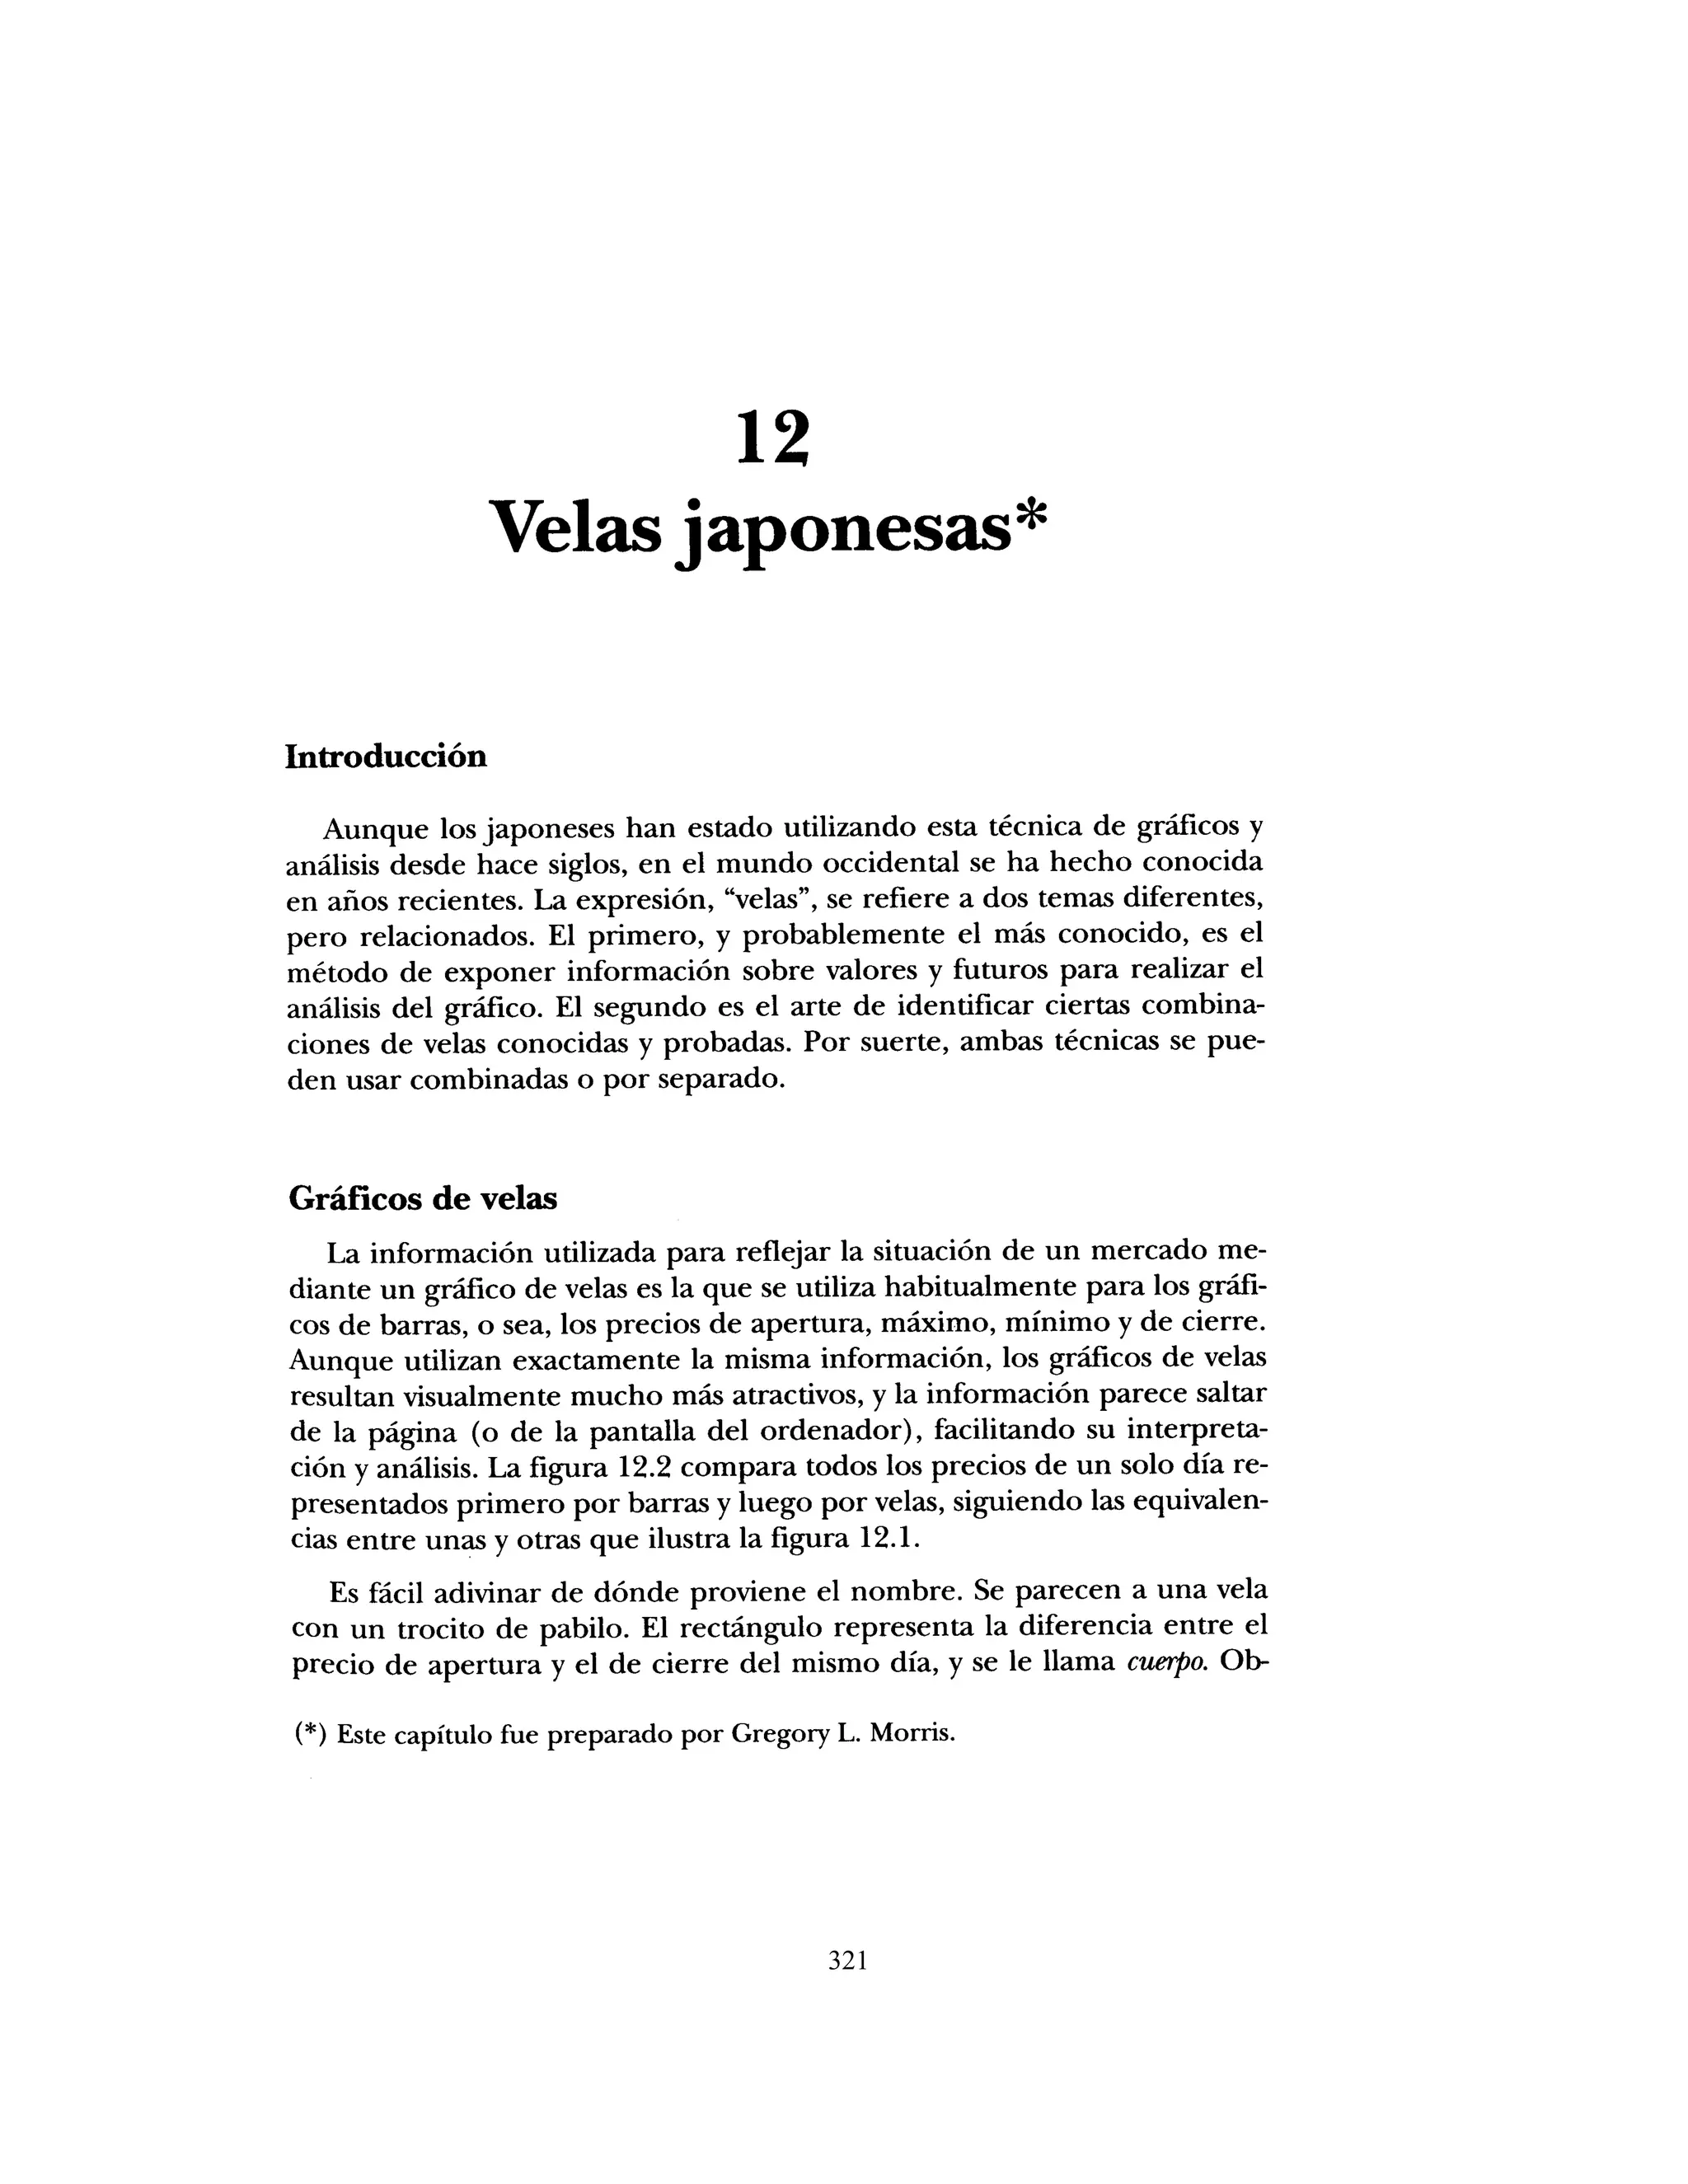 12
Velas japonesas*
Introducción
Aunque los japoneses han estado utilizando esta técnica de gráficos y
análisis desde hace siglos, en el mundo occidental se ha hecho conocida
en años recientes. La expresión, “velas”, se refiere a dos temas diferentes,
pero relacionados. El primero, y probablemente el más conocido, es el
método de exponer información sobre valores y futuros para realizar el
análisis del gráfico. El segundo es el arte de identificar ciertas combina-
ciones de velas conocidas y probadas. Por suerte, ambas técnicas se pue-
den usar combinadas o por separado.
Gráficos de velas
La información utilizada para reflejar la situación de un mercado me-
diante un gráfico de velas es la que se utiliza habitualmente para los gráfi-
cos de barras, o sea, los precios de apertura, máximo, mínimo y de cierre.
Aunque utilizan exactamente la misma información, los gráficos de velas
resultan visualmente mucho más atractivos, y la información parece saltar
de la página (o de la pantalla del ordenador), facilitando su interpreta-
ción y análisis. La figura 12.2 compara todos los precios de un solo día re-
presentados primero por barras y luego por velas, siguiendo las equivalen-
cias entre unas y otras que ilustra la figura 12.1.
Es fácil adivinar de dónde proviene el nombre. Se parecen a una vela
con un trocito de pabilo. El rectángulo representa la diferencia entre el
precio de apertura y el de cierre del mismo día, y se le llama cuerpo. Ob-
(*) Este capítulo fue preparado por Gregory L. Morris.
321